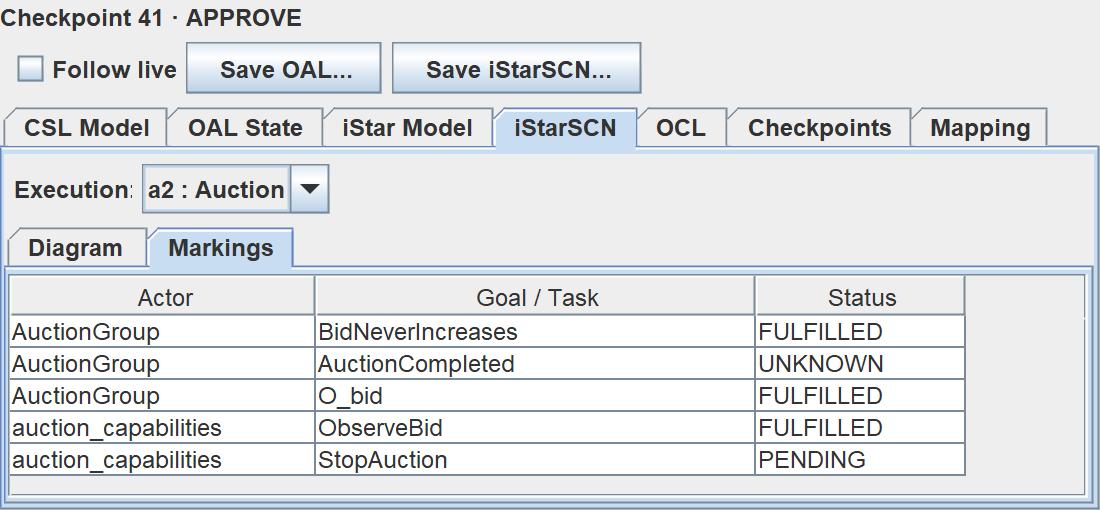 Checkpoint 41 · APPROVE
Follow live Save OAL... Save iStarSCN...
CSL Model OAL State iStar Model iStarSCN OCL Checkpoints Mapping
Execution: a2 : Auction
Diagram Markings
Actor Goal / Task Status
AuctionGroup BidNeverIncreases FULFILLED
AuctionGroup AuctionCompleted UNKNOWN
AuctionGroup O_bid FULFILLED
auction_capabilities ObserveBid FULFILLED
auction_capabilities StopAuction PENDING